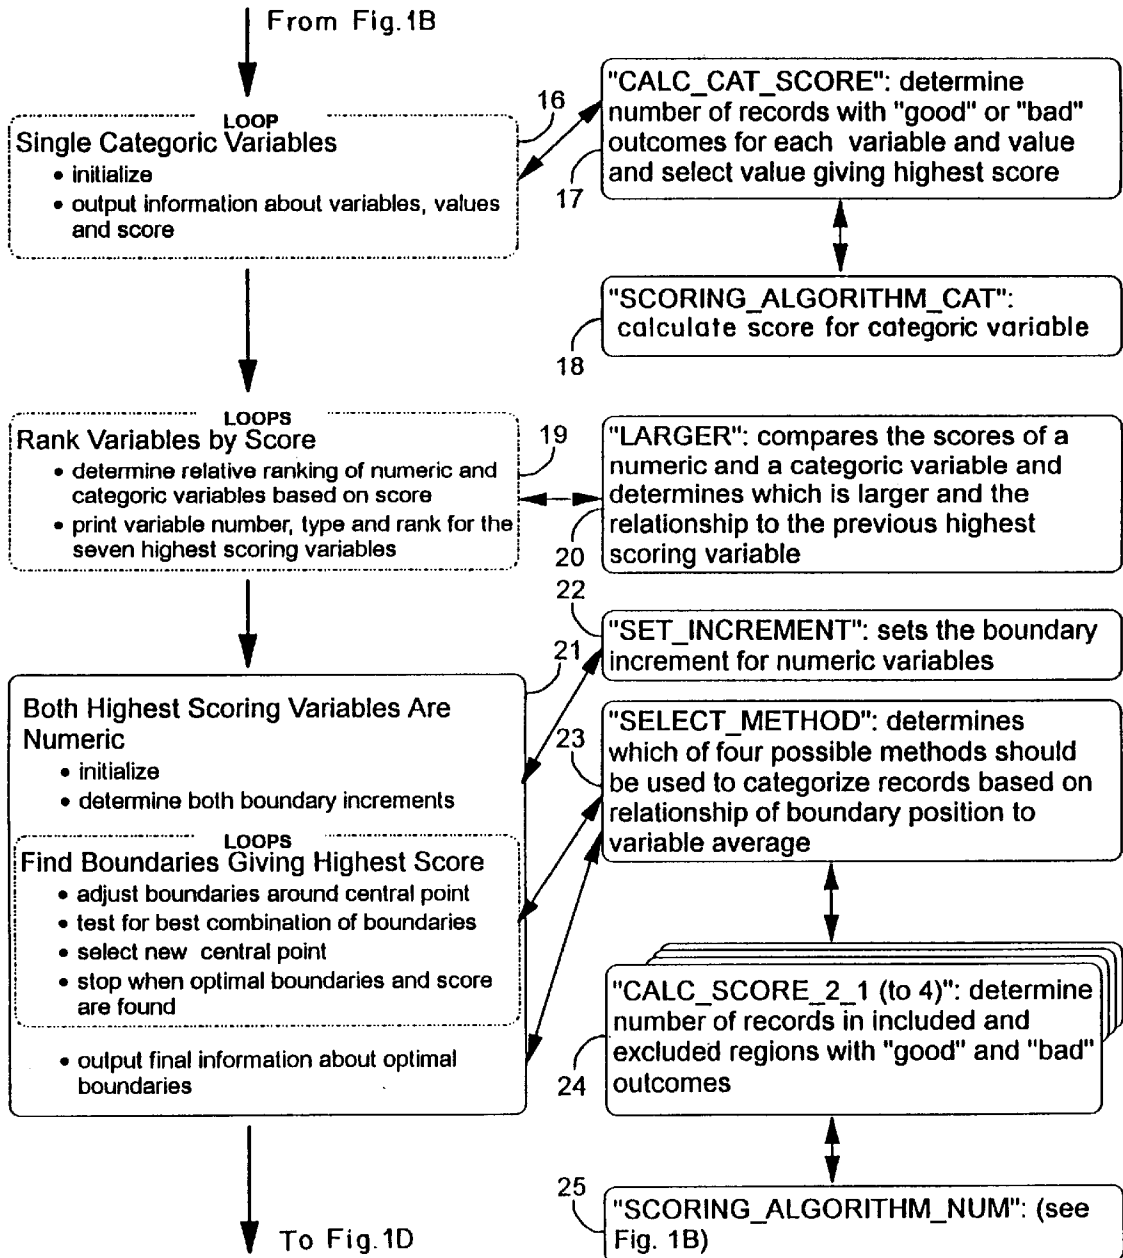 From Fig.1B
LOOP
Single Categoric Variables
• initialize
• output information about variables, values
and score
16
"CALC_CAT_SCORE": determine
number of records with "good" or "bad"
outcomes for each variable and value
and select value giving highest score
17
"SCORING_ALGORITHM_CAT":
calculate score for categoric variable
18
LOOPS
Rank Variables by Score
• determine relative ranking of numeric and
categoric variables based on score
• print variable number, type and rank for the
seven highest scoring variables
19
"LARGER": compares the scores of a
numeric and a categoric variable and
determines which is larger and the
relationship to the previous highest
scoring variable
20
22
"SET_INCREMENT": sets the boundary
increment for numeric variables
21
Both Highest Scoring Variables Are
Numeric
• initialize
• determine both boundary increments
LOOPS
Find Boundaries Giving Highest Score
• adjust boundaries around central point
• test for best combination of boundaries
• select new central point
• stop when optimal boundaries and score
are found
• output final information about optimal
boundaries
23
"SELECT_METHOD": determines
which of four possible methods should
be used to categorize records based on
relationship of boundary position to
variable average
"CALC_SCORE_2_1 (to 4)": determine
number of records in included and
excluded regions with "good" and "bad"
outcomes
24
25
"SCORING_ALGORITHM_NUM": (see
Fig. 1B)
To Fig.1D